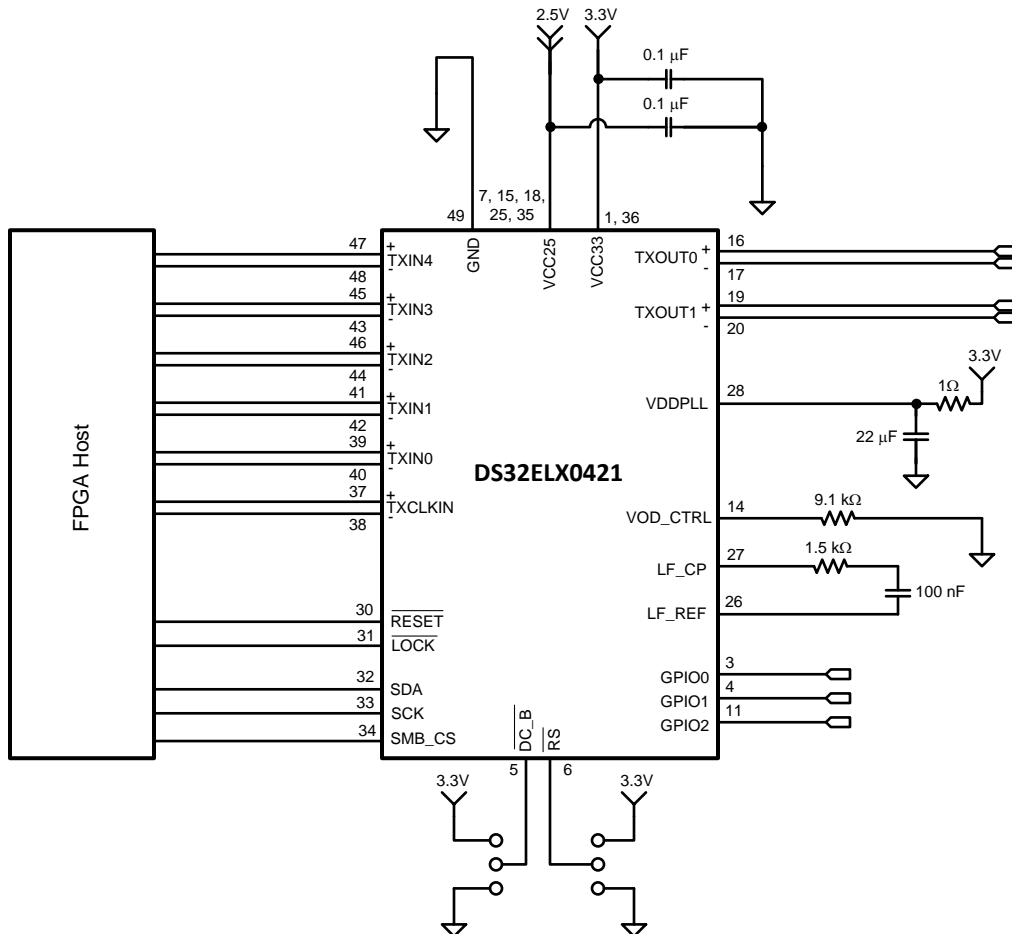 2.5V 3.3V
0.1 μF
0.1 μF
7, 15, 18,
49 25, 35 1, 36
GND VCC25 VCC33
47 + TXIN4 - 48
45 + TXIN3 - 43
46 + TXIN2 - 44
41 + TXIN1 - 42
39 + TXIN0 - 40
37 + TXCLKIN - 38
FPGA Host
30 RESET
31 LOCK
32 SDA
33 SCK
34 SMB_CS
DS32ELX0421
TXOUT0 + - 16 17
TXOUT1 + - 19 20
VDDPLL 28 1Ω 3.3V
22 μF
VOD_CTRL 14 9.1 kΩ
LF_CP 27 1.5 kΩ
100 nF
LF_REF 26
GPIO0 3
GPIO1 4
GPIO2 11
DC_B RS
5 6
3.3V 3.3V